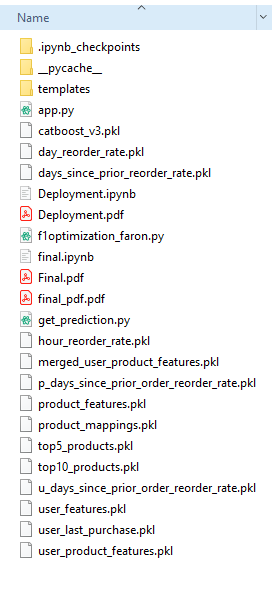 Name
.ipynb_checkpoints
__pycache__
templates
app.py
catboost_v3.pkl
day_reorder_rate.pkl
days_since_prior_reorder_rate.pkl
Deployment.ipynb
Deployment.pdf
f1optimization_faron.py
final.ipynb
Final.pdf
final_pdf.pdf
get_prediction.py
hour_reorder_rate.pkl
merged_user_product_features.pkl
p_days_since_prior_order_reorder_rate.pkl
product_features.pkl
product_mappings.pkl
top5_products.pkl
top10_products.pkl
u_days_since_prior_order_reorder_rate.pkl
user_features.pkl
user_last_purchase.pkl
user_product_features.pkl